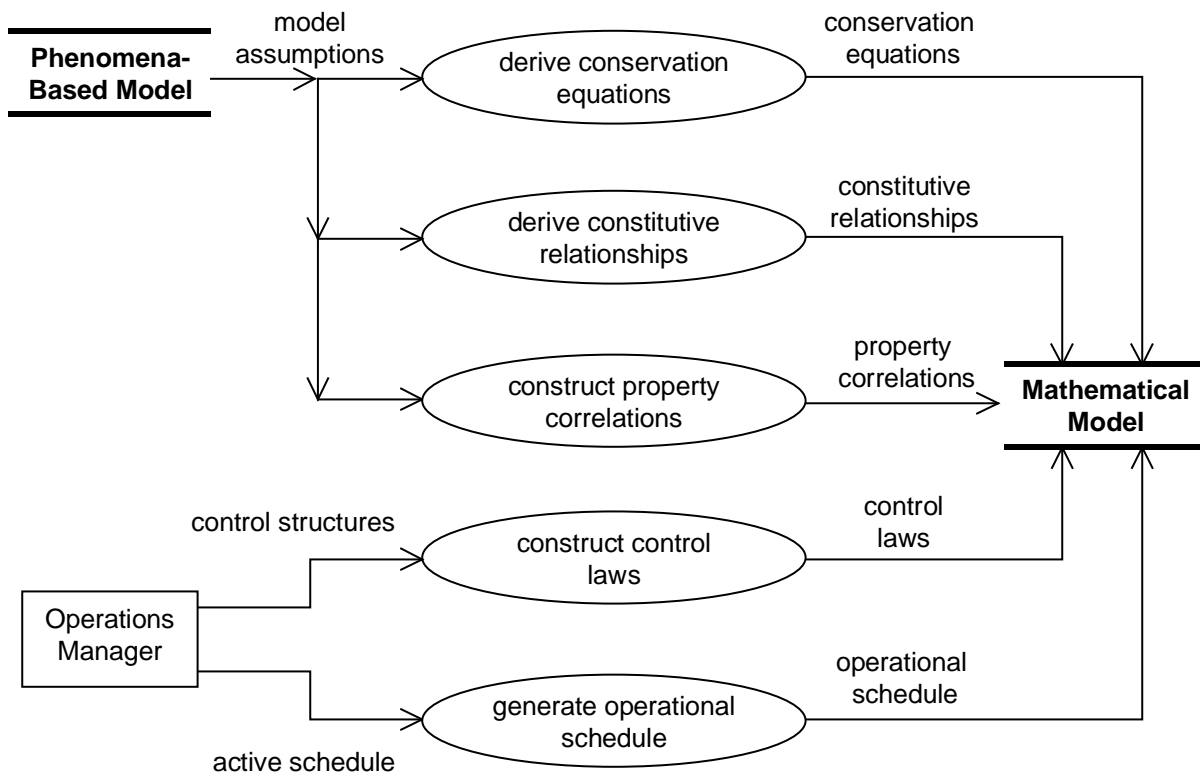 Phenomena-
Based Model
model
assumptions
derive conservation
equations
conservation
equations
derive constitutive
relationships
constitutive
relationships
construct property
correlations
property
correlations
Mathematical
Model
control structures
construct control
laws
control
laws
Operations
Manager
active schedule
generate operational
schedule
operational
schedule